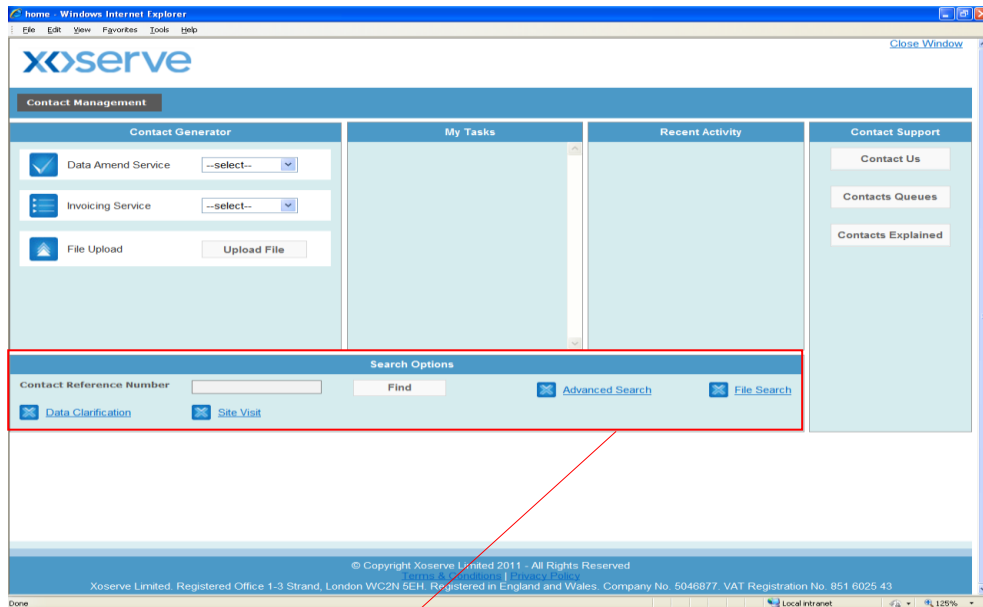 home - Windows Internet Explorer
File Edit View Favorites Tools Help
Close Window
xoserve
Contact Management
Contact Generator
My Tasks
Recent Activity
Contact Support
Data Amend Service
--select--
Contact Us
Invoicing Service
--select--
Contacts Queues
File Upload
Upload File
Contacts Explained
Search Options
Contact Reference Number
Find
Advanced Search
File Search
Data Clarification
Site Visit
© Copyright Xoserve Limited 2011 - All Rights Reserved
Terms & Conditions | Privacy Policy
Xoserve Limited. Registered Office 1-3 Strand, London WC2N 5EH. Registered in England and Wales. Company No. 5046877. VAT Registration No. 851 6025 43
Done
Local intranet
125%